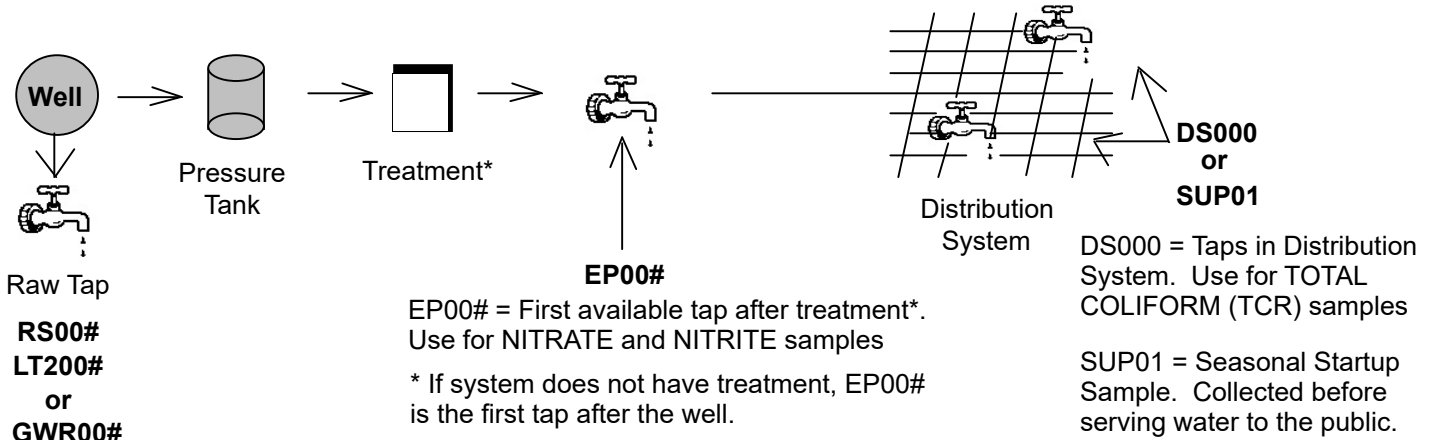 Well
Pressure
Tank
Treatment*
Raw Tap
RS00#
LT200#
or
GWR00#
EP00#
EP00# = First available tap after treatment*.
Use for NITRATE and NITRITE samples
* If system does not have treatment, EP00#
is the first tap after the well.
Distribution
System
DS000
or
SUP01
DS000 = Taps in Distribution
System. Use for TOTAL
COLIFORM (TCR) samples
SUP01 = Seasonal Startup
Sample. Collected before
serving water to the public.